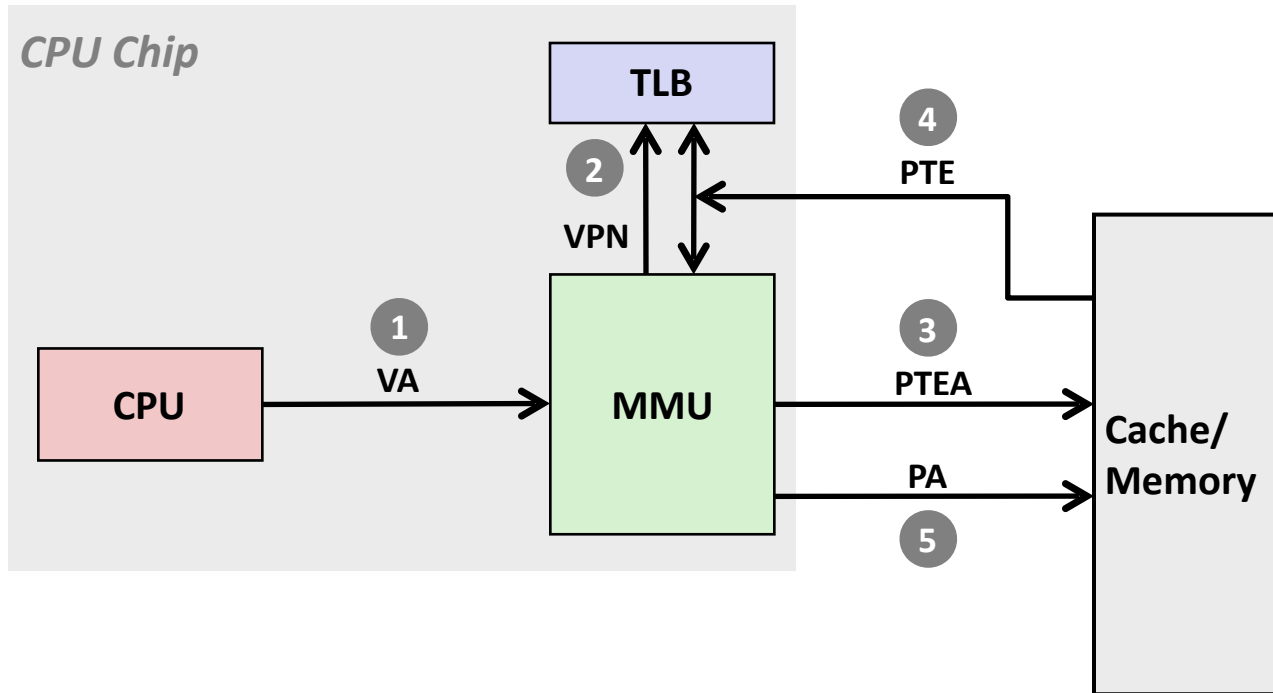 CPU Chip
TLB
4
2
PTE
VPN
1
3
VA
PTEA
CPU
MMU
Cache/
Memory
PA
5